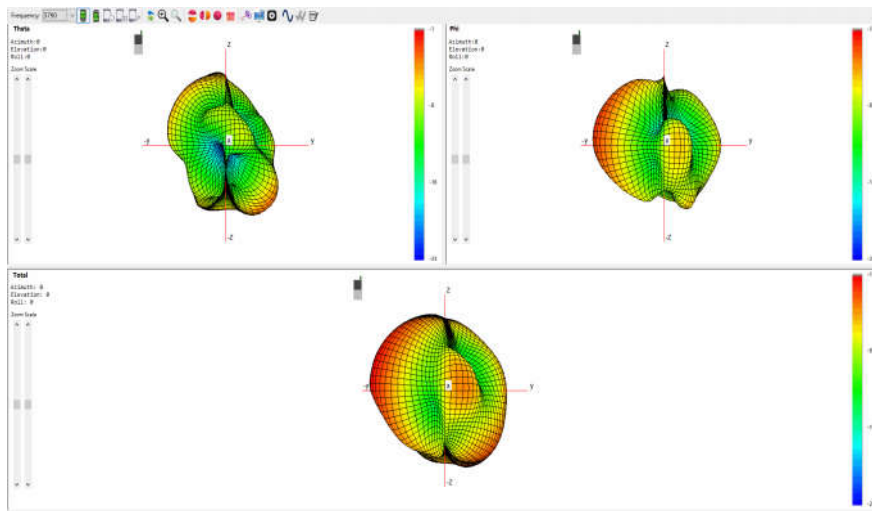 Frequency: 3760
Theta
Azimuth:0
Elevation:0
Roll:0
Zoom Scale
Z
-Y
X
Y
-Z
Phi
Azimuth:0
Elevation:0
Roll:0
Zoom Scale
Z
-Y
X
Y
-Z
Total
Azimuth: 0
Elevation: 0
Roll: 0
Zoom Scale
Z
-Y
X
Y
-Z